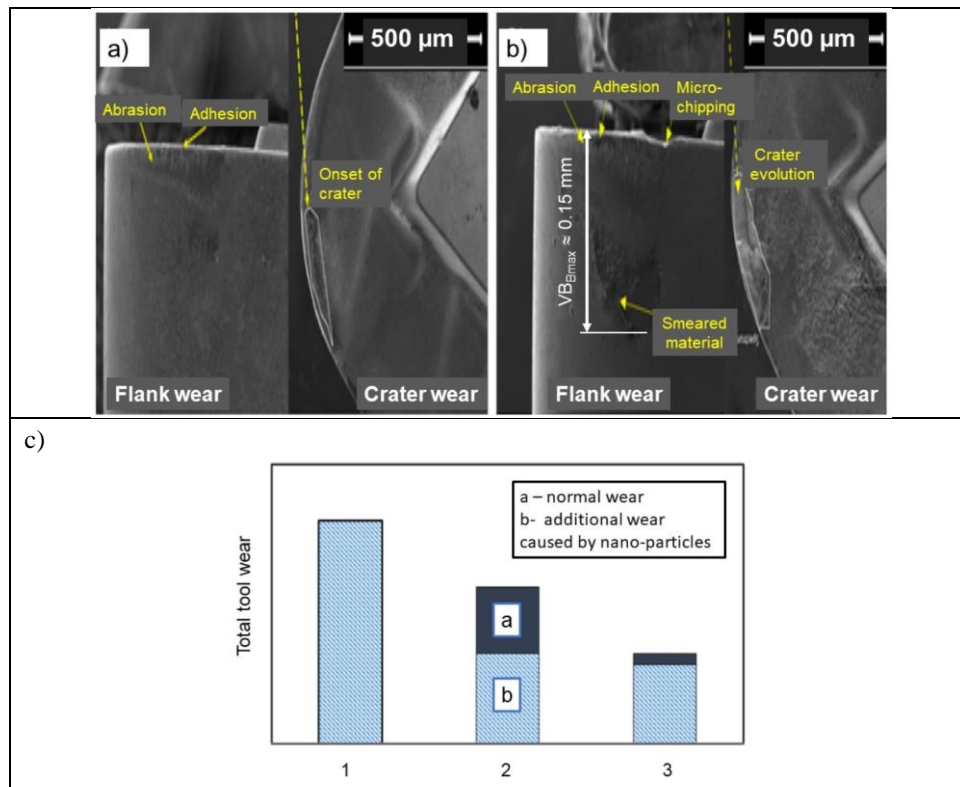 a)
500 µm
Abrasion
Adhesion
Onset of
crater
Flank wear
Crater wear
b)
500 µm
Abrasion
Adhesion
Micro-
chipping
Crater
evolution
VBBmax ≈ 0.15 mm
Smeared
material
Flank wear
Crater wear
c)
a – normal wear
b- additional wear
caused by nano-particles
Total tool wear
a
b
1
2
3